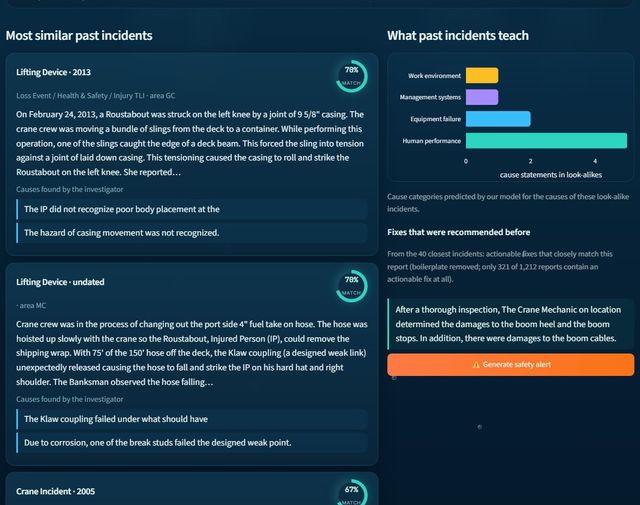 Most similar past incidents
Lifting Device · 2013
70%
MATCH
Loss Event / Health & Safety / Injury TLI · area GC
On February 24, 2013, a Roustabout was struck on the left knee by a joint of 9 5/8" casing. The
crane crew was moving a bundle of slings from the deck to a container. While performing this
operation, one of the slings caught the edge of a deck beam. This forced the sling into tension
against a joint of laid down casing. This tensioning caused the casing to roll and strike the
Roustabout on the left knee. She reported…
Causes found by the investigator
The IP did not recognize poor body placement at the
The hazard of casing movement was not recognized.
Lifting Device · undated
70%
MATCH
· area MC
Crane crew was in the process of changing out the port side 4" fuel take on hose. The hose was
hoisted up slowly with the crane so the Roustabout, Injured Person (IP), could remove the
shipping wrap. With 75' of the 150' hose off the deck, the Klaw coupling (a designed weak link)
unexpectedly released causing the hose to fall and strike the IP on his hard hat and right
shoulder. The Banksman observed the hose falling…
Causes found by the investigator
The Klaw coupling failed under what should have
Due to corrosion, one of the break studs failed the designed weak point.
Crane Incident · 2005
67%
MATCH
What past incidents teach
Work environment
Management systems
Equipment failure
Human performance
0 2 4
cause statements in look-alikes
Cause categories predicted by our model for the causes of these look-alike
incidents.
Fixes that were recommended before
From the 40 closest incidents: actionable fixes that closely match this
report (boilerplate removed; only 321 of 1,212 reports contain an
actionable fix at all).
After a thorough inspection, The Crane Mechanic on location
determined the damages to the boom heel and the boom
stops. In addition, there were damages to the boom cables.
⚠ Generate safety alert